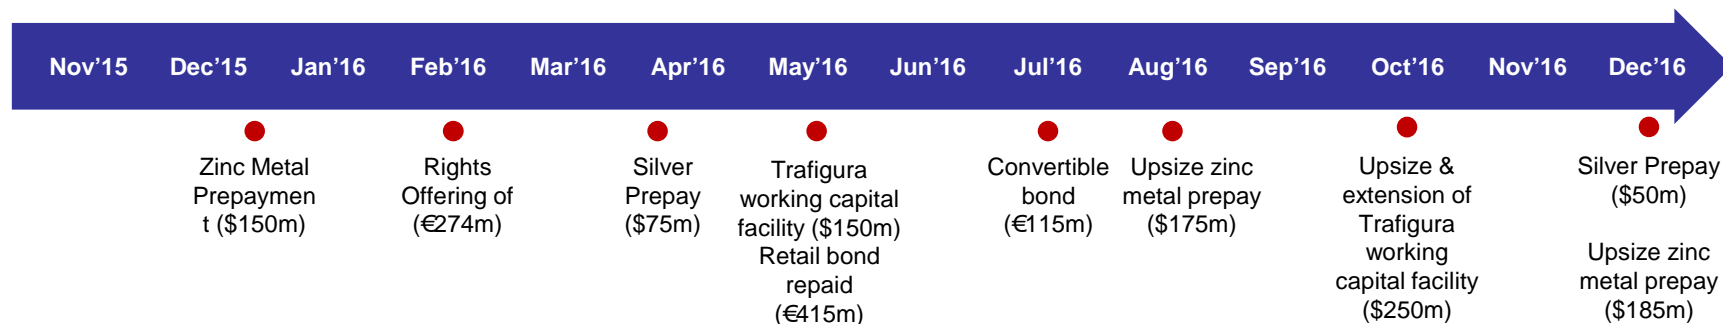 Nov’15 Dec’15 Jan’16 Feb’16 Mar’16 Apr’16 May’16 Jun’16 Jul’16 Aug’16 Sep’16 Oct’16 Nov’16 Dec’16
Zinc Metal
Prepaymen
t ($150m)
Rights
Offering of
(€274m)
Silver
Prepay
($75m)
Trafigura
working capital
facility ($150m)
Retail bond
repaid
(€415m)
Convertible
bond
(€115m)
Upsize zinc
metal prepay
($175m)
Upsize &
extension of
Trafigura
working
capital facility
($250m)
Silver Prepay
($50m)
Upsize zinc
metal prepay
($185m)